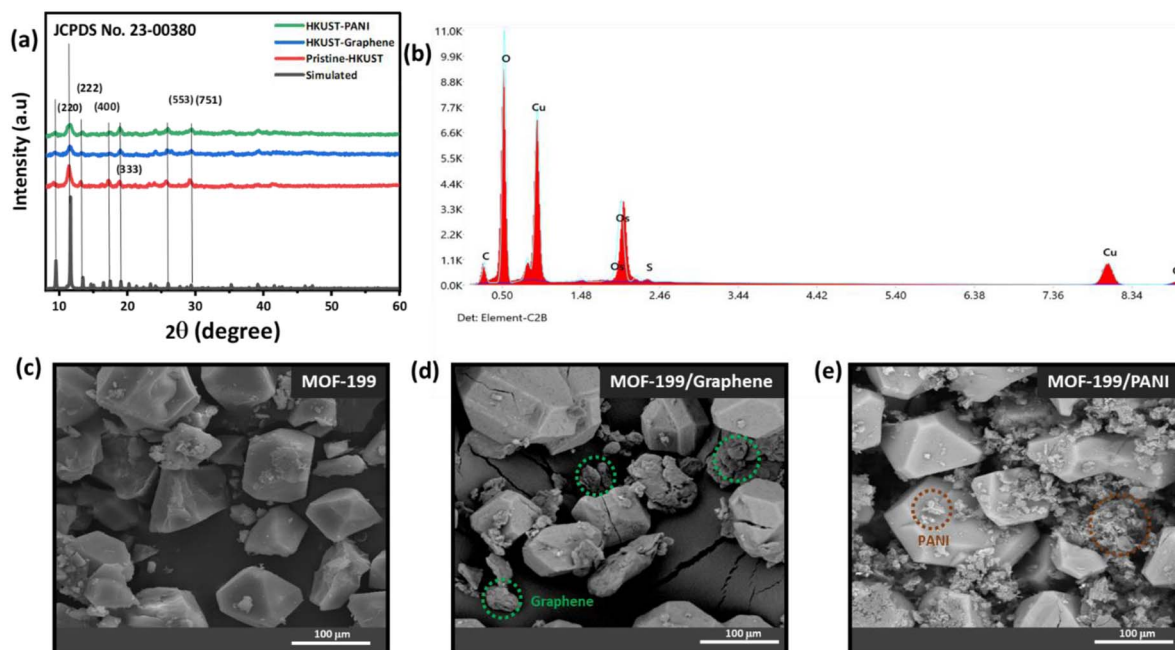 (a)
JCPDS No. 23-00380
HKUST-PANI
HKUST-Graphene
Pristine-HKUST
Simulated
(222)
(220)
(400)
(553)
(751)
(333)
Intensity (a.u)
10 20 30 40 50 60
2θ (degree)
(b)
11.0K
9.9K
8.7K
7.6K
6.6K
5.5K
4.4K
3.2K
2.2K
1.1K
0.0K
C
O
Cu
Os
Os
S
Cu
0.50 1.48 2.46 3.44 4.42 5.40 6.38 7.36 8.34
Det: Element-C2B
(c)
MOF-199
100 μm
(d)
MOF-199/Graphene
Graphene
100 μm
(e)
MOF-199/PANI
PANI
100 μm